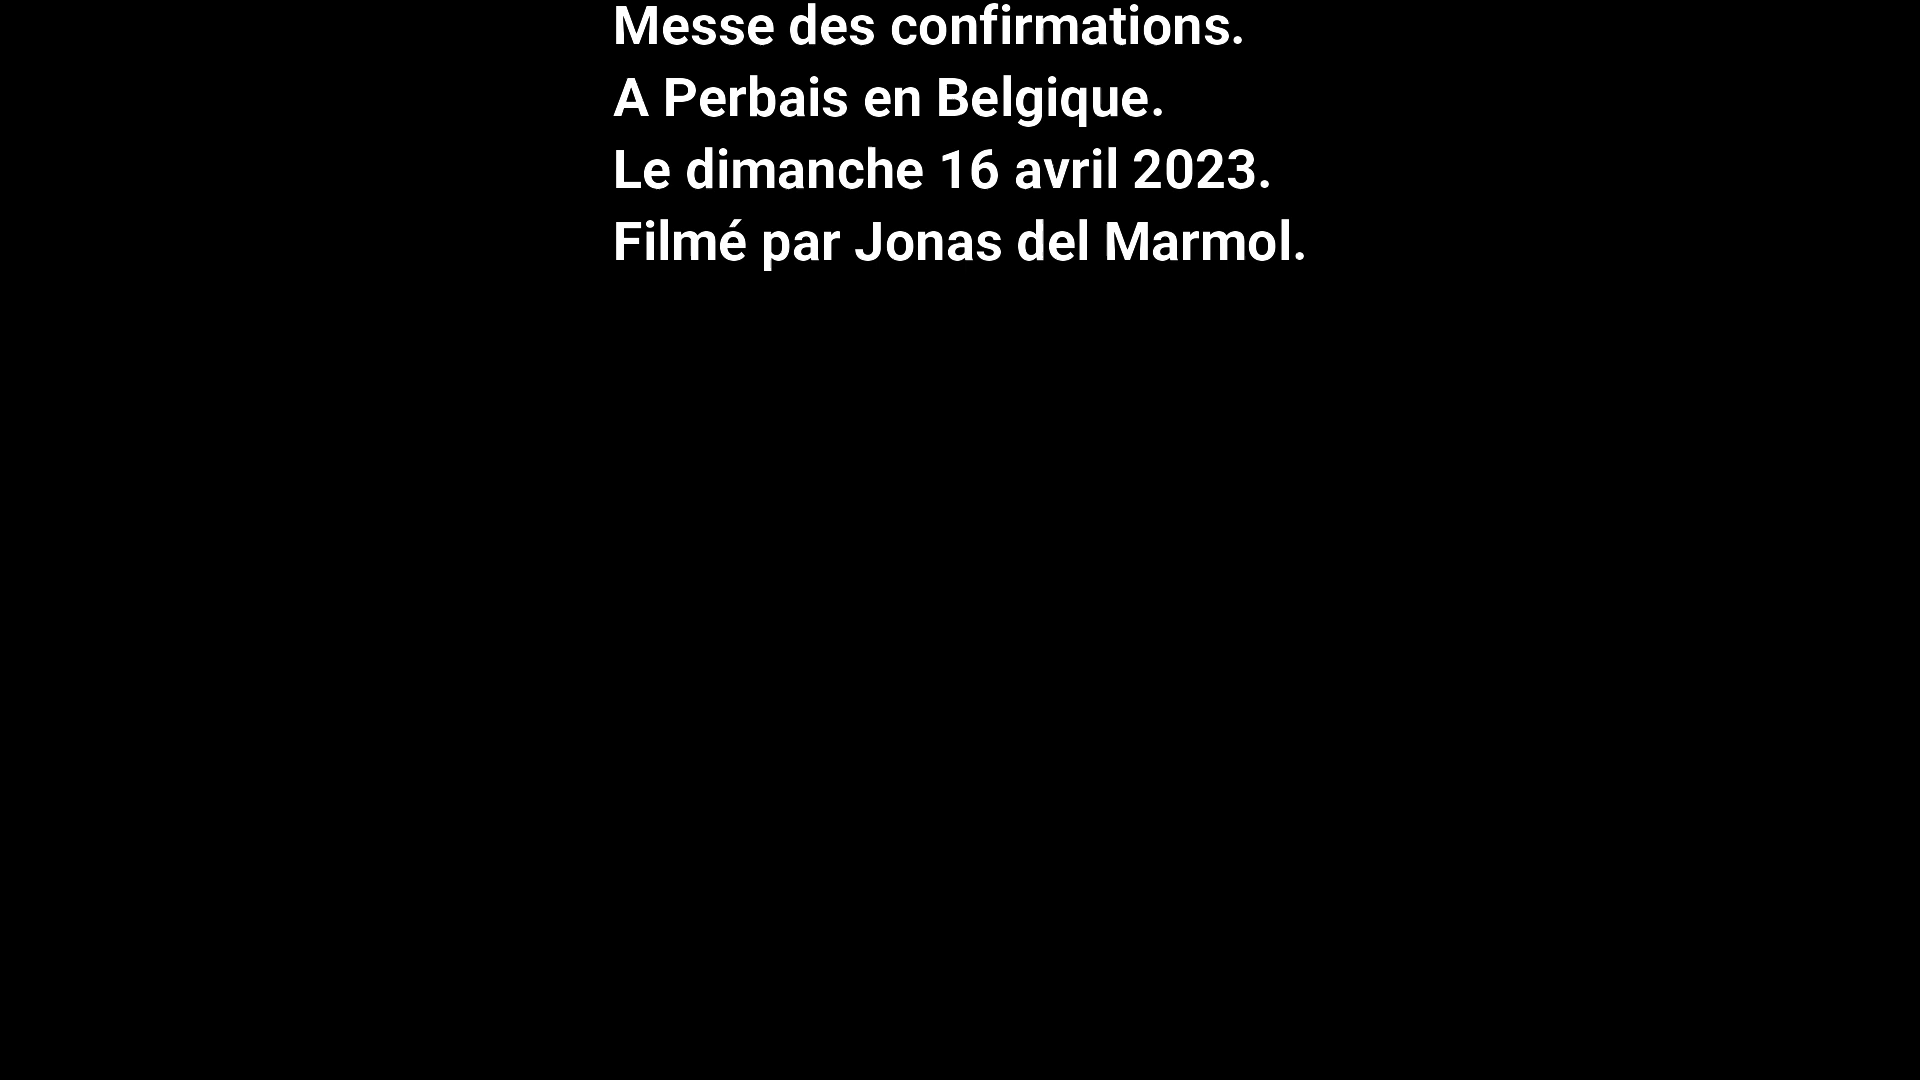 Messe des confirmations.
A Perbais en Belgique.
Le dimanche 16 avril 2023.
Filmé par Jonas del Marmol.